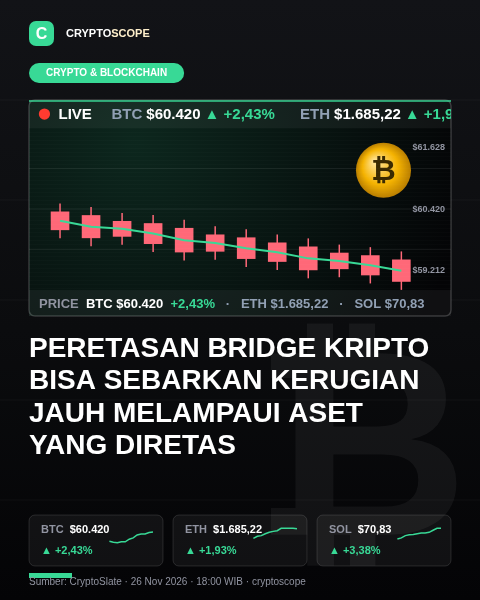 C CRYPTOSCOPE
CRYPTO & BLOCKCHAIN
LIVE BTC $60.420 ▲ +2,43% ETH $1.685,22 ▲ +1,9
$61.628
₿
$60.420
$59.212
PRICE BTC $60.420 +2,43% · ETH $1.685,22 · SOL $70,83
PERETASAN BRIDGE KRIPTO
BISA SEBARKAN KERUGIAN
JAUH MELAMPAUI ASET
YANG DIRETAS
BTC $60.420 ETH $1.685,22 SOL $70,83
▲ +2,43% ▲ +1,93% ▲ +3,38%
Sumber: CryptoSlate · 26 Nov 2026 · 18:00 WIB · cryptoscope